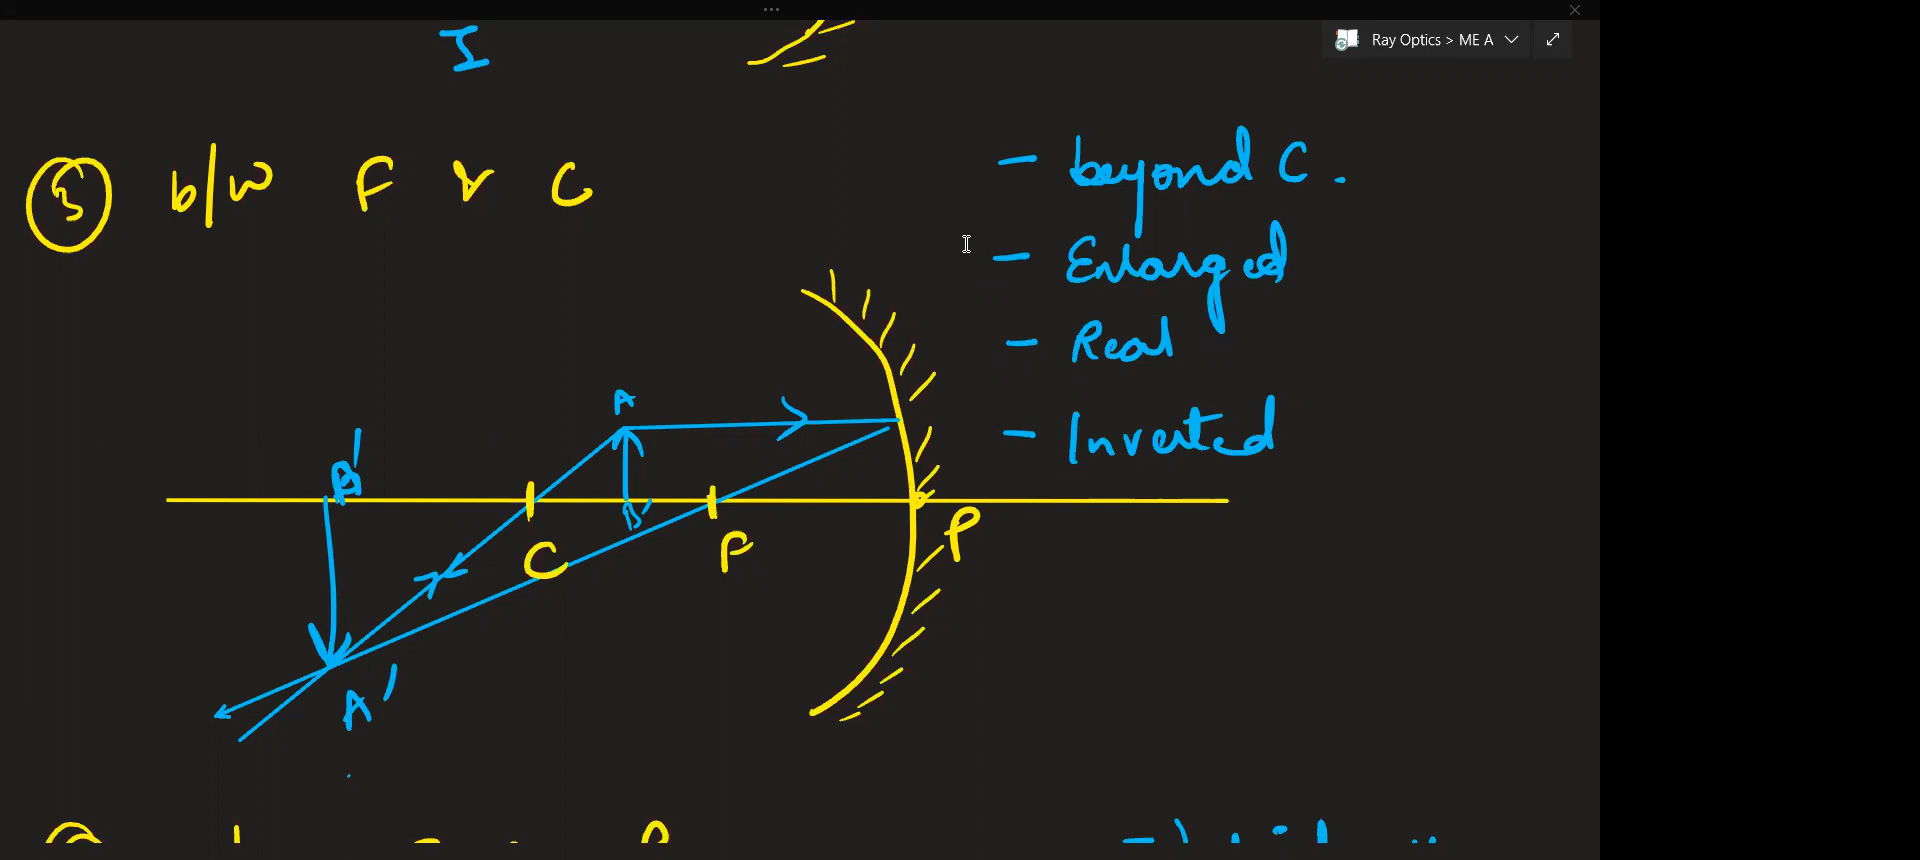 Ray Optics > ME A
I
③ b/w F & C
- beyond C.
- Enlarged
- Real
- Inverted
A
B'
B'
C
F
P
A'